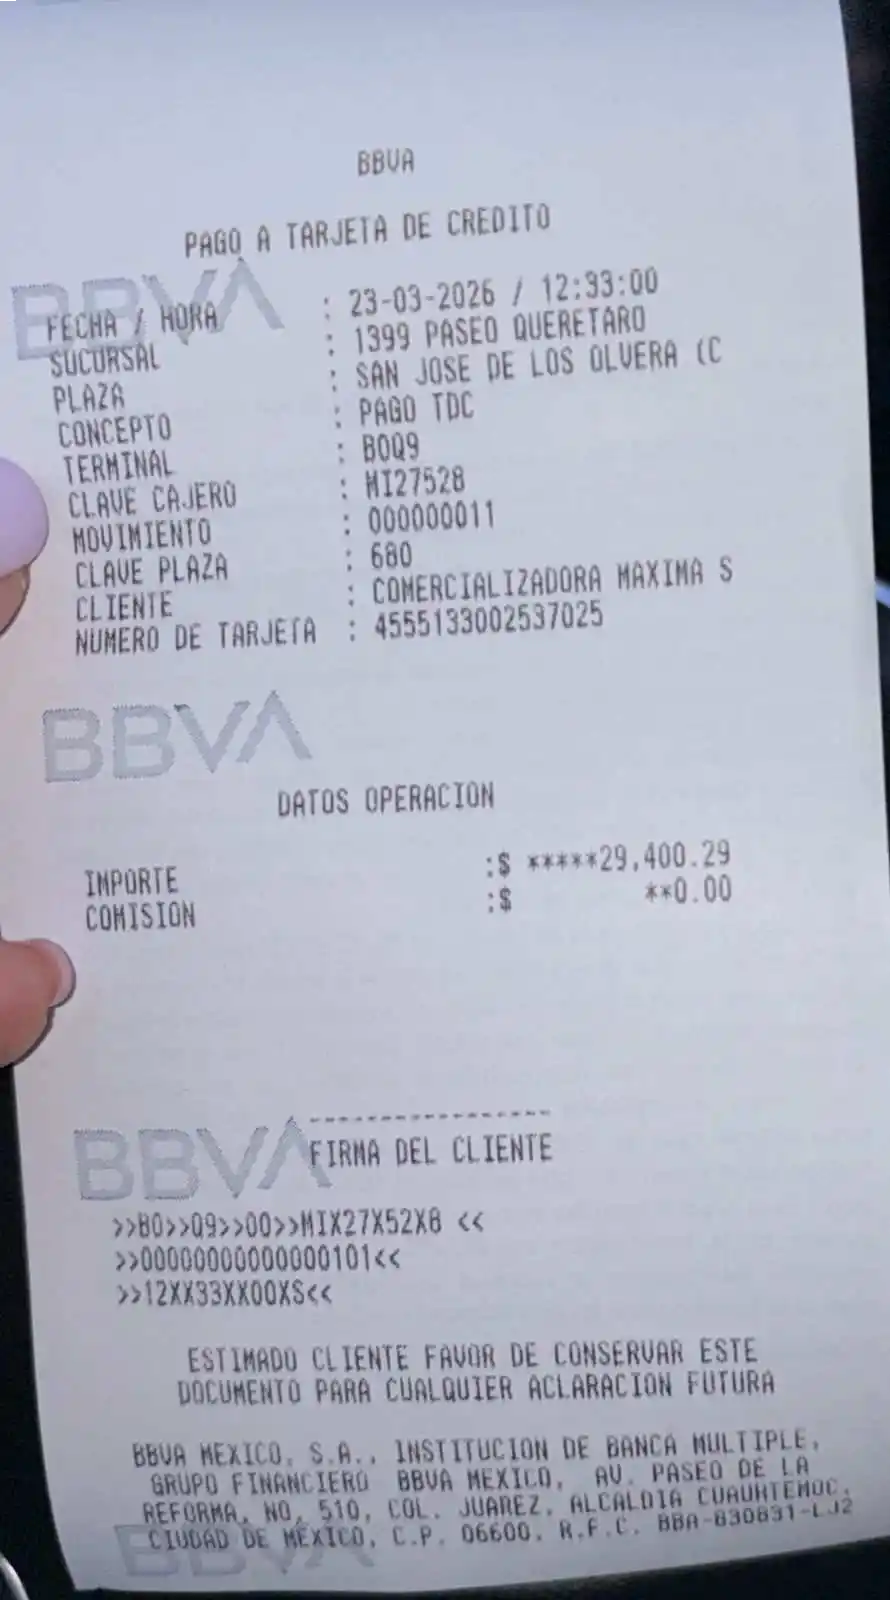 BBVA
PAGO A TARJETA DE CREDITO
BBVA
FECHA / HORA : 23-03-2026 / 12:33:00
SUCURSAL : 1399 PASEO QUERETARO
PLAZA : SAN JOSE DE LOS OLVERA (C
CONCEPTO : PAGO TDC
TERMINAL : B0Q9
CLAVE CAJERO : MI27528
MOVIMIENTO : 000000011
CLAVE PLAZA : 680
CLIENTE : COMERCIALIZADORA MAXIMA S
NUMERO DE TARJETA : 4555133002537025
BBVA
DATOS OPERACION
IMPORTE :$ *****29,400.29
COMISION :$ **0.00
BBVA
------------------
FIRMA DEL CLIENTE
>>B0>>Q9>>00>>MIX27X52X8 <<
>>00000000000000101<<
>>12XX33XX00XS<<
ESTIMADO CLIENTE FAVOR DE CONSERVAR ESTE
DOCUMENTO PARA CUALQUIER ACLARACION FUTURA
BBVA MEXICO, S.A., INSTITUCION DE BANCA MULTIPLE,
GRUPO FINANCIERO BBVA MEXICO, AV. PASEO DE LA
REFORMA, NO, 510, COL. JUAREZ, ALCALDIA CUAUHTEMOC,
CIUDAD DE MEXICO, C.P. 06600, R.F.C. BBA-830831-LJ2
BBVA